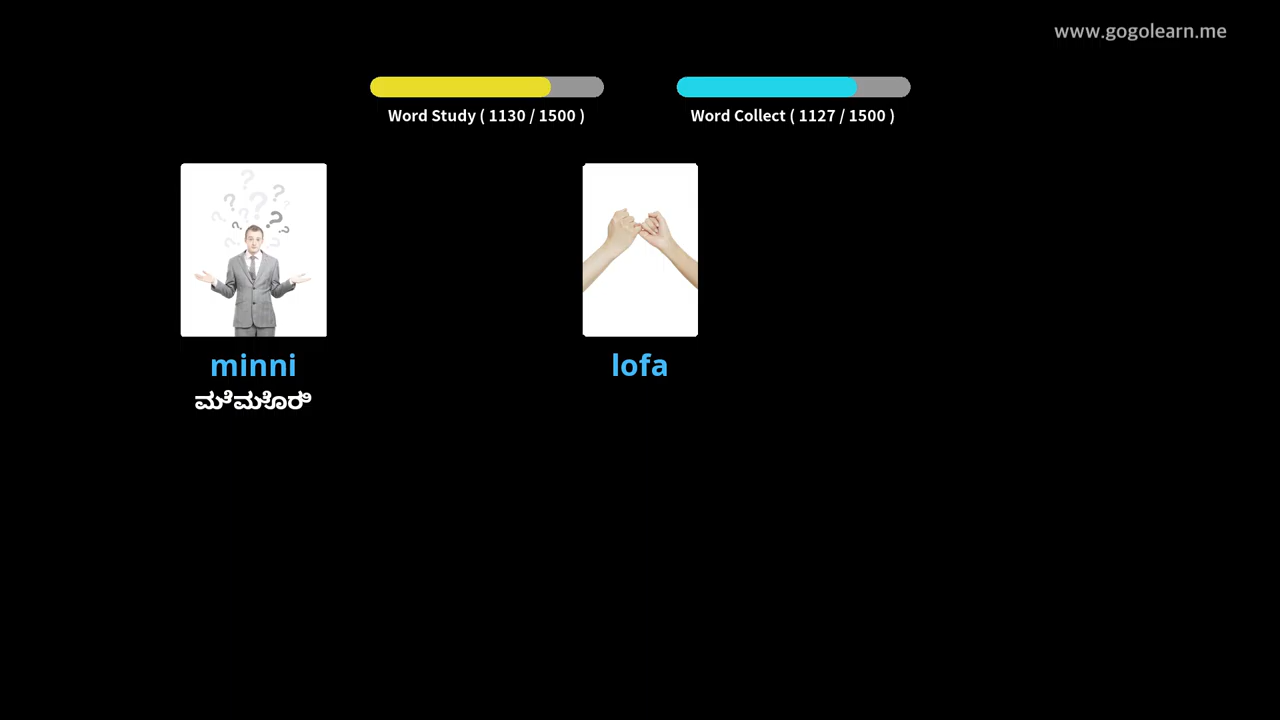 www.gogolearn.me
Word Study ( 1130 / 1500 )
Word Collect ( 1127 / 1500 )
minni
lofa
ಮೆಮೊರಿ